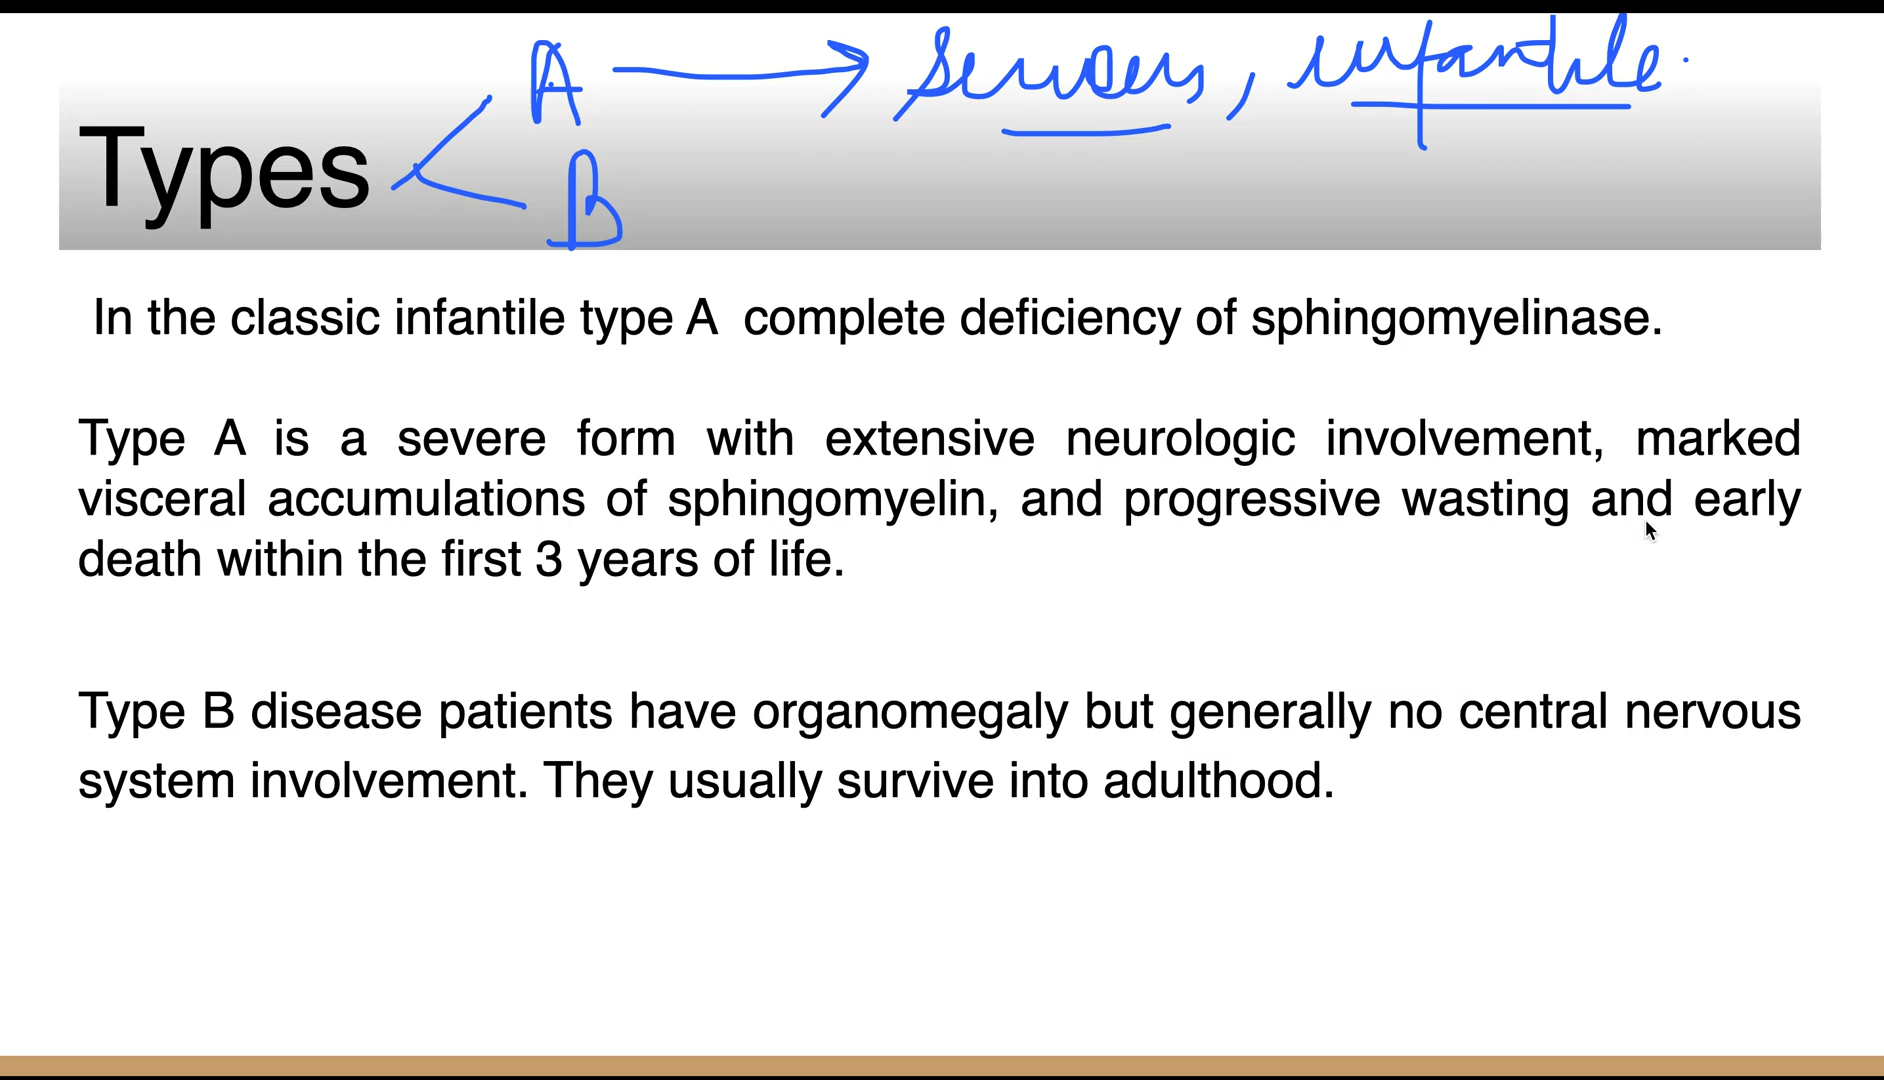 A → severe, infantile.
Types
B
In the classic infantile type A complete deficiency of sphingomyelinase.
Type A is a severe form with extensive neurologic involvement, marked
visceral accumulations of sphingomyelin, and progressive wasting and early
death within the first 3 years of life.
Type B disease patients have organomegaly but generally no central nervous
system involvement. They usually survive into adulthood.